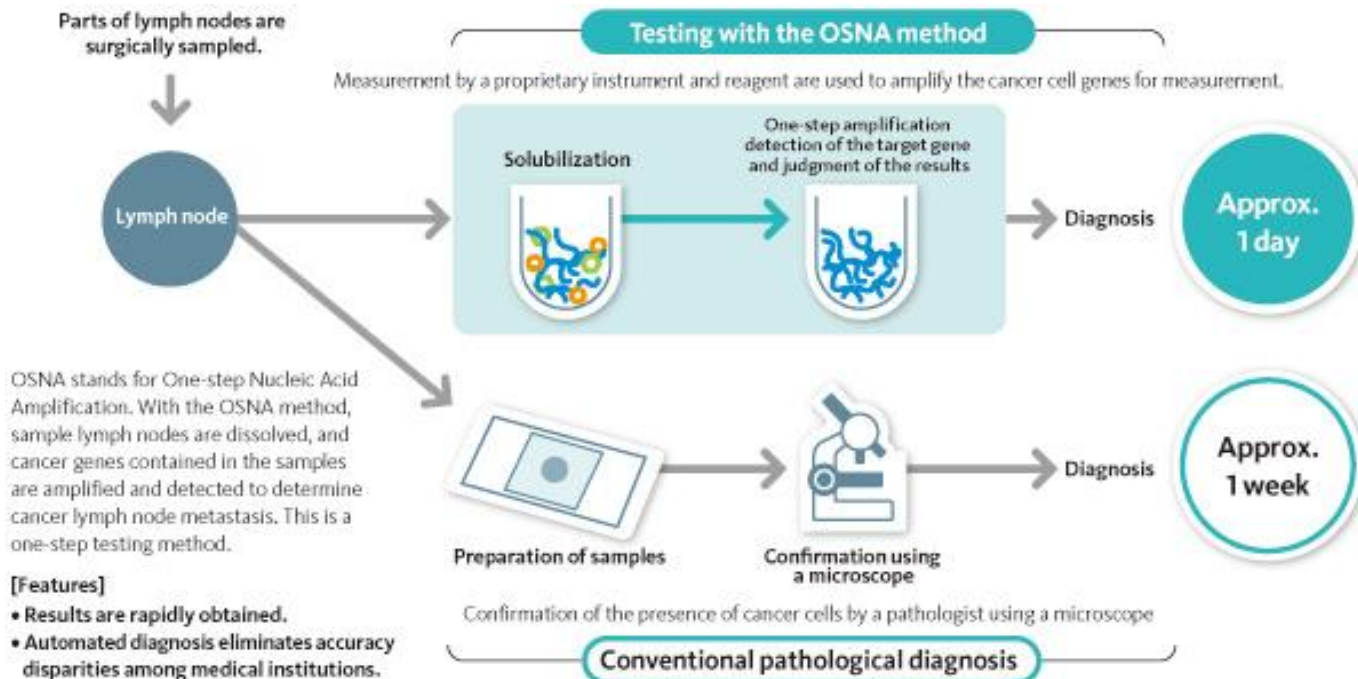 Parts of lymph nodes are
surgically sampled.
Testing with the OSNA method
Measurement by a proprietary instrument and reagent are used to amplify the cancer cell genes for measurement.
Lymph node
Solubilization
One-step amplification
detection of the target gene
and judgment of the results
Diagnosis
Approx.
1 day
OSNA stands for One-step Nucleic Acid
Amplification. With the OSNA method,
sample lymph nodes are dissolved, and
cancer genes contained in the samples
are amplified and detected to determine
cancer lymph node metastasis. This is a
one-step testing method.
[Features]
• Results are rapidly obtained.
• Automated diagnosis eliminates accuracy
disparities among medical institutions.
Preparation of samples
Confirmation using
a microscope
Diagnosis
Approx.
1 week
Confirmation of the presence of cancer cells by a pathologist using a microscope
Conventional pathological diagnosis